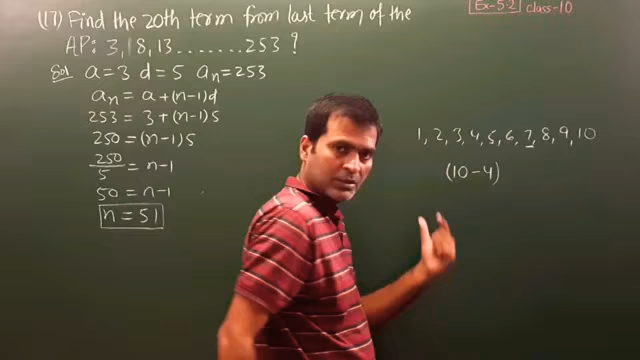 (17) Find the 20th term from last term of the
AP: 3, 8, 13 ........ 253 ?
Ex-5.2 class-10
Sol a = 3 d = 5 an = 253
an = a + (n-1)d
253 = 3 + (n-1)5
250 = (n-1)5
250/5 = n-1
50 = n-1
n = 51
1, 2, 3, 4, 5, 6, 7, 8, 9, 10
(10-4)